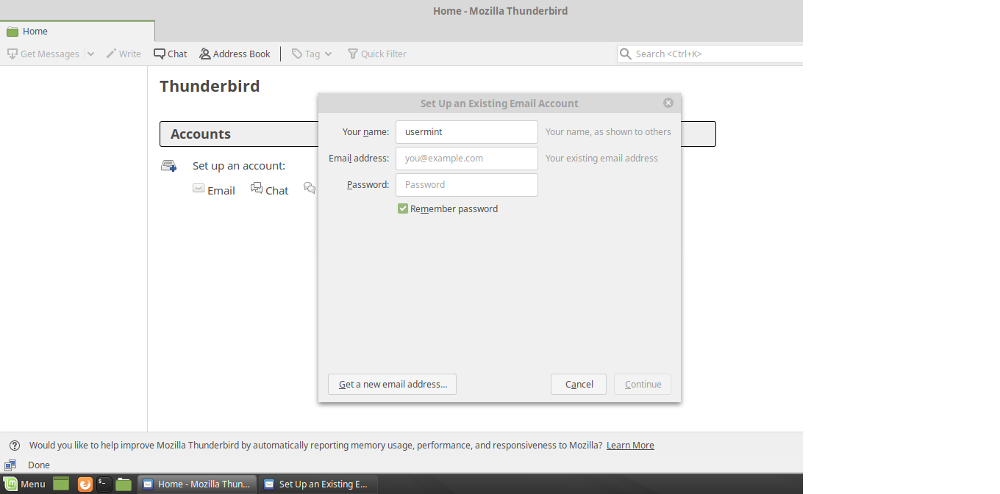 Home - Mozilla Thunderbird
Home
Get Messages Write Chat Address Book Tag Quick Filter Search <Ctrl+K>
Thunderbird
Accounts
Set up an account:
Email Chat
Set Up an Existing Email Account
Your name: usermint Your name, as shown to others
Email address: you@example.com Your existing email address
Password: Password
Remember password
Get a new email address... Cancel Continue
Would you like to help improve Mozilla Thunderbird by automatically reporting memory usage, performance, and responsiveness to Mozilla? Learn More
Done
Menu Home - Mozilla Thun... Set Up an Existing E...